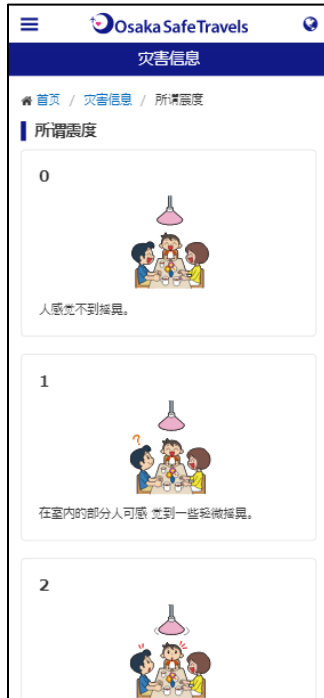 Osaka Safe Travels
灾害信息
首页 / 灾害信息 / 所谓震度
所谓震度
0
人感觉不到摇晃。
1
?
在室内的部分人可感 觉到一些轻微摇晃。
2